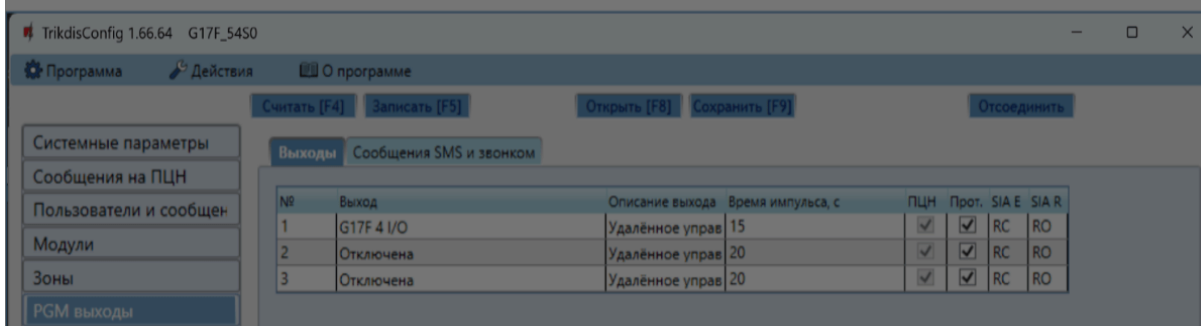 TrikdisConfig 1.66.64 G17F_54S0
Программа Действия О программе
Считать [F4] Записать [F5] Открыть [F8] Сохранить [F9] Отсоединить
Системные параметры
Сообщения на ПЦН
Пользователи и сообщен
Модули
Зоны
PGM выходы
Выходы Сообщения SMS и звонком
№ Выход Описание выхода Время импульса, с ПЦН Прот. SIA E SIA R
1 G17F 4 I/O Удалённое управ 15 RC RO
2 Отключена Удалённое управ 20 RC RO
3 Отключена Удалённое управ 20 RC RO